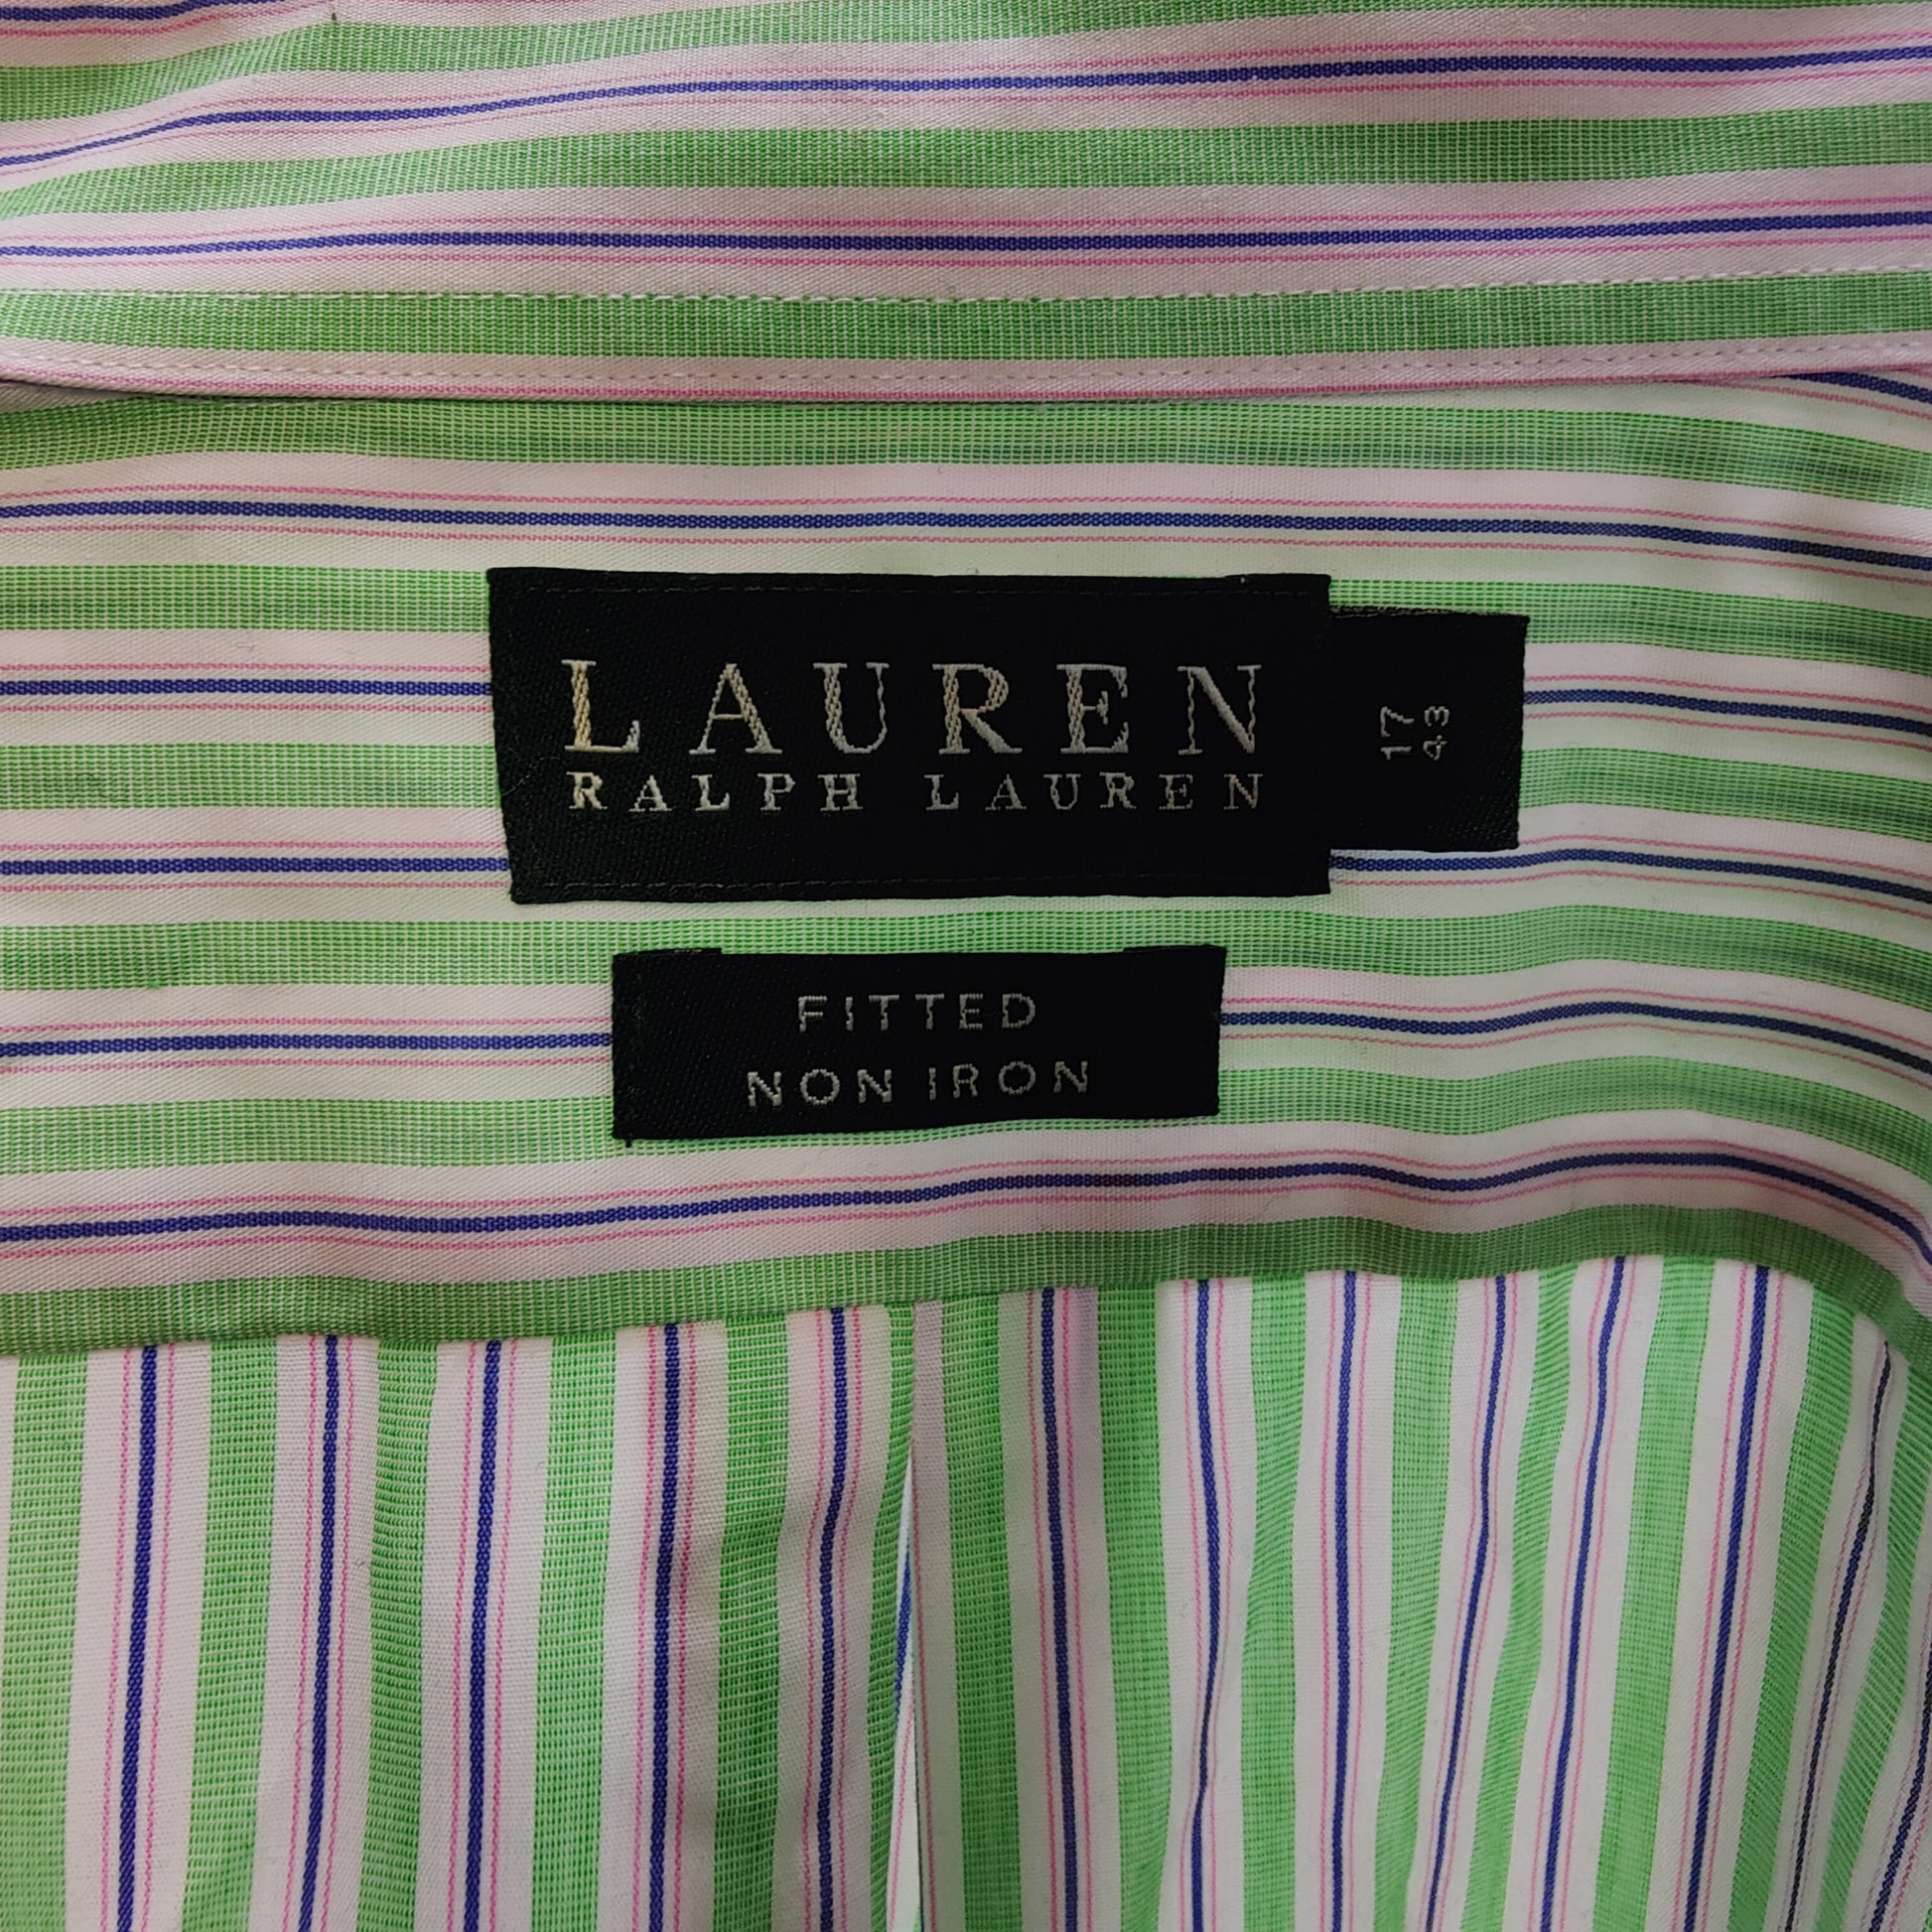 LAUREN
RALPH LAUREN
17
43
FITTED
NON IRON